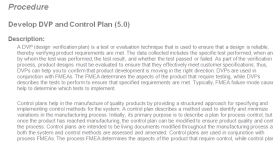 Procedure
Develop DVP and Control Plan (5.0)
Description:
A DVP (design verification plan) is a test or evaluation technique that is used to ensure that a design is reliable,
thereby verifying product requirements are met. The data collected includes the specific test performed, when and
by whom the test was performed, the test result, and whether the test passed or failed. As part of the verification
process, product designs must be evaluated to ensure that they effectively meet customer specifications, thus,
DVPs can help you to confirm that product development is moving in the right direction. DVPs are used in
conjunction with FMEAs. The FMEA determines the aspects of the product that require testing, while DVPs
describes the tests to perform to ensure that specified requirements are met. Typically, FMEA failure mode causes
help to determine which tests to implement.
Control plans help in the manufacture of quality products by providing a structured approach for specifying and
implementing control methods for the system. A control plan describes a method used to identify and minimize
variations in the manufacturing process. Initially, its primary purpose is to describe a plan for process control, but
once the product has started manufacturing, the control plan can be modified to ensure product quality and control
the process. Control plans are intended to be living documents modified throughout the manufacturing process as
both the system and control methods are assessed and amended. Control plans are used in conjunction with
process FMEAs. The process FMEA determines the aspects of the product that require control, while control plans